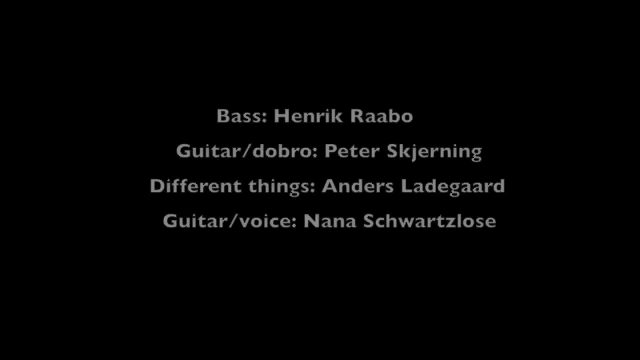 Bass: Henrik Raabo
Guitar/dobro: Peter Skjerning
Different things: Anders Ladegaard
Guitar/voice: Nana Schwartzlose